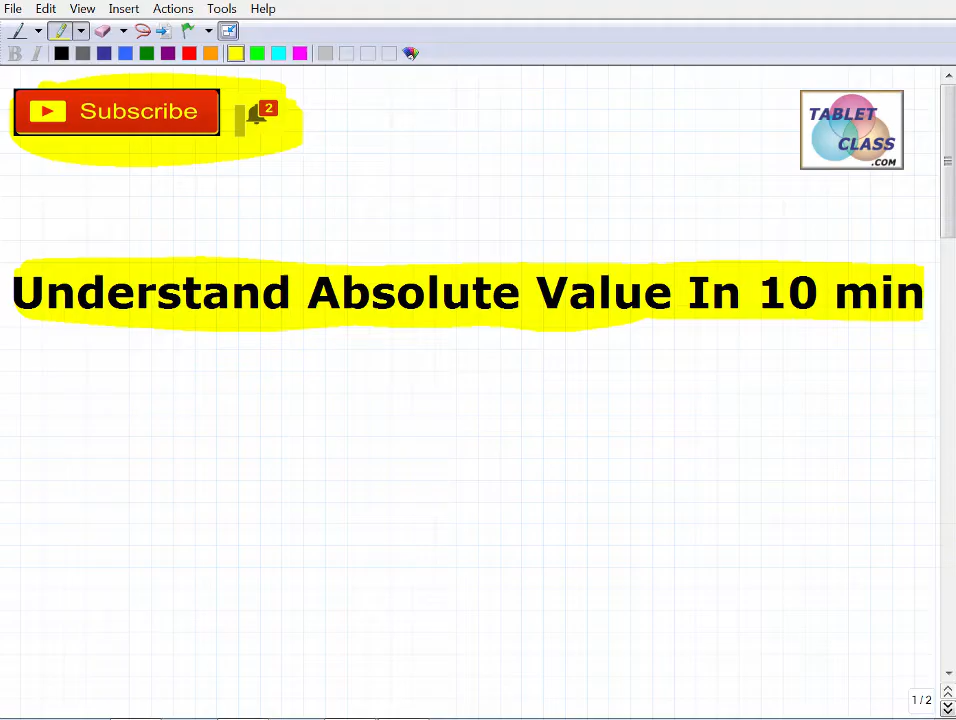 File Edit View Insert Actions Tools Help
B I
Subscribe 2
TABLET
CLASS
.COM
Understand Absolute Value In 10 min
1 / 2